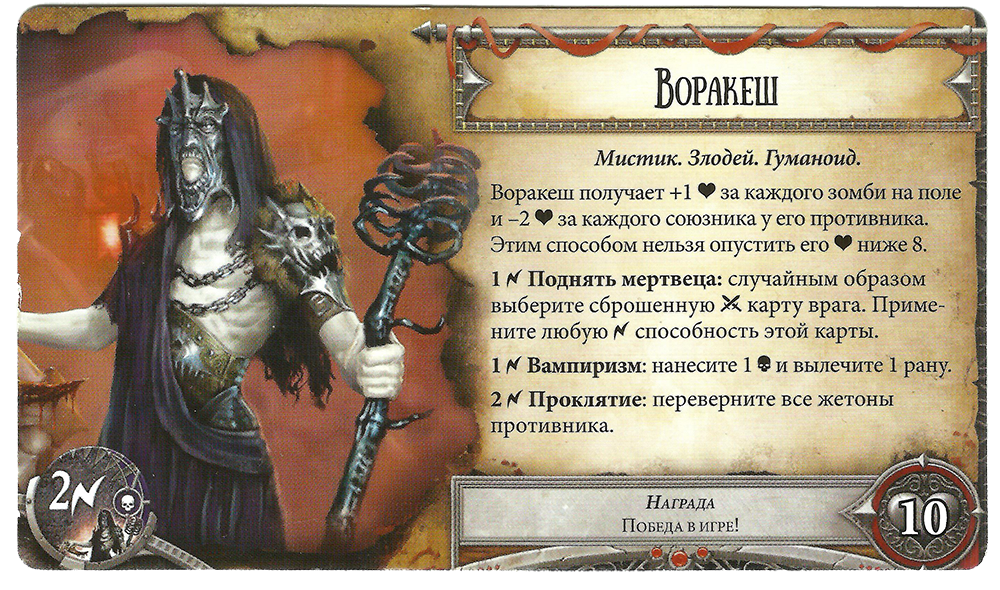 Воракеш
Мистик. Злодей. Гуманоид.
Воракеш получает +1 ♥ за каждого зомби на поле
и –2 ♥ за каждого союзника у его противника.
Этим способом нельзя опустить его ♥ ниже 8.
1 Поднять мертвеца: случайным образом
выберите сброшенную ⚔ карту врага. Приме-
ните любую способность этой карты.
1 Вампиризм: нанесите 1 💀 и вылечите 1 рану.
2 Проклятие: переверните все жетоны
противника.
2
Награда
Победа в игре!
10